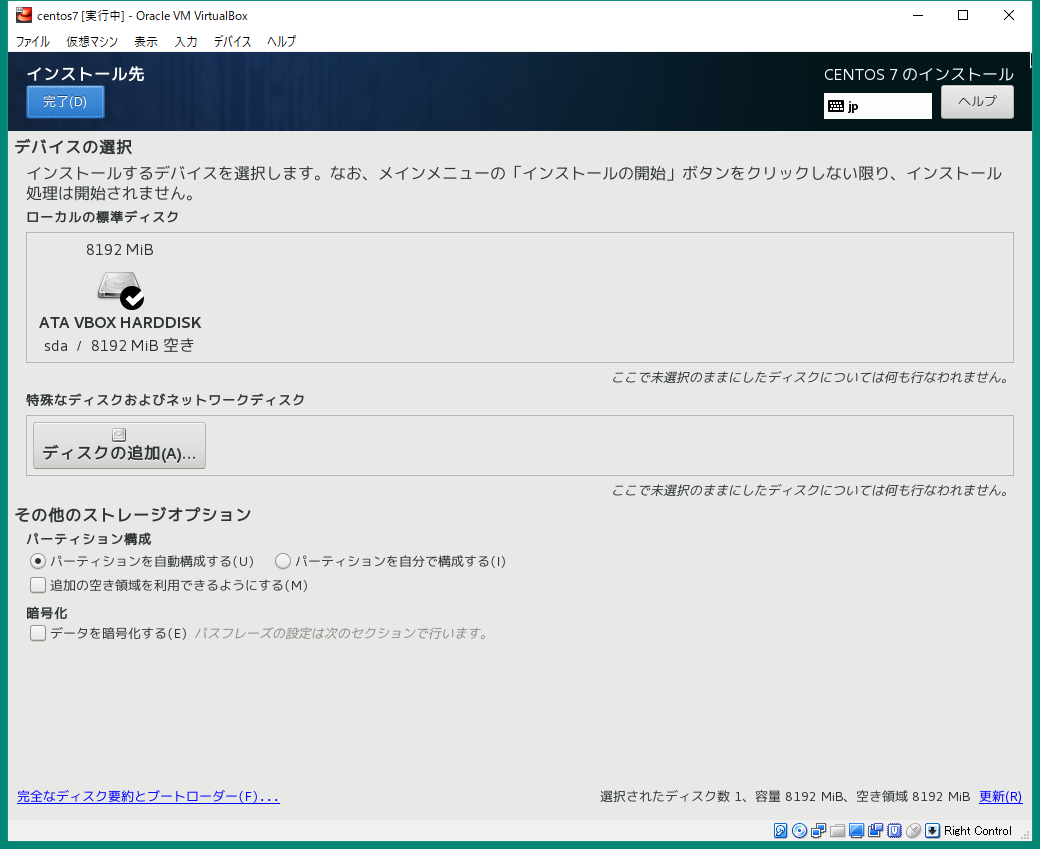 centos7 [実行中] - Oracle VM VirtualBox
ファイル 仮想マシン 表示 入力 デバイス ヘルプ
インストール先
CENTOS 7 のインストール
完了(D)
jp
ヘルプ
デバイスの選択
インストールするデバイスを選択します。なお、メインメニューの「インストールの開始」ボタンをクリックしない限り、インストール
処理は開始されません。
ローカルの標準ディスク
8192 MiB
ATA VBOX HARDDISK
sda / 8192 MiB 空き
ここで未選択のままにしたディスクについては何も行なわれません。
特殊なディスクおよびネットワークディスク
ディスクの追加(A)...
ここで未選択のままにしたディスクについては何も行なわれません。
その他のストレージオプション
パーティション構成
パーティションを自動構成する(U) パーティションを自分で構成する(I)
追加の空き領域を利用できるようにする(M)
暗号化
データを暗号化する(E) パスフレーズの設定は次のセクションで行います。
完全なディスク要約とブートローダー(F)... 選択されたディスク数 1、容量 8192 MiB、空き領域 8192 MiB 更新(R)
Right Control